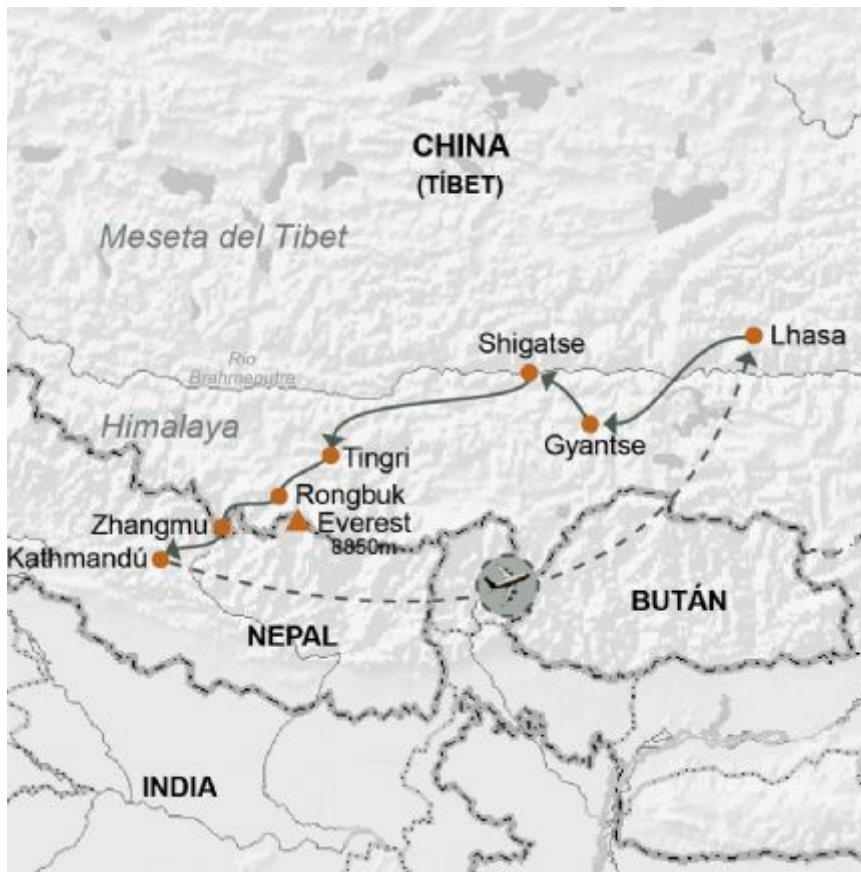 CHINA
(TÍBET)
Meseta del Tibet
Lhasa
Shigatse
Río
Brahmaputra
Himalaya
Gyantse
Tingri
Rongbuk
Zhangmu
Everest
8850m
Kathmandú
BUTÁN
NEPAL
INDIA